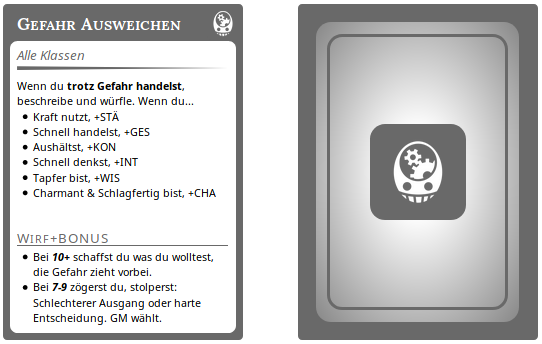 Gefahr Ausweichen
Alle Klassen
Wenn du trotz Gefahr handelst,
beschreibe und würfle. Wenn du...
• Kraft nutzt, +STÄ
• Schnell handelst, +GES
• Aushältst, +KON
• Schnell denkst, +INT
• Tapfer bist, +WIS
• Charmant & Schlagfertig bist, +CHA
Wirf+BONUS
• Bei 10+ schaffst du was du wolltest,
die Gefahr zieht vorbei.
• Bei 7-9 zögerst du, stolperst:
Schlechterer Ausgang oder harte
Entscheidung. GM wählt.